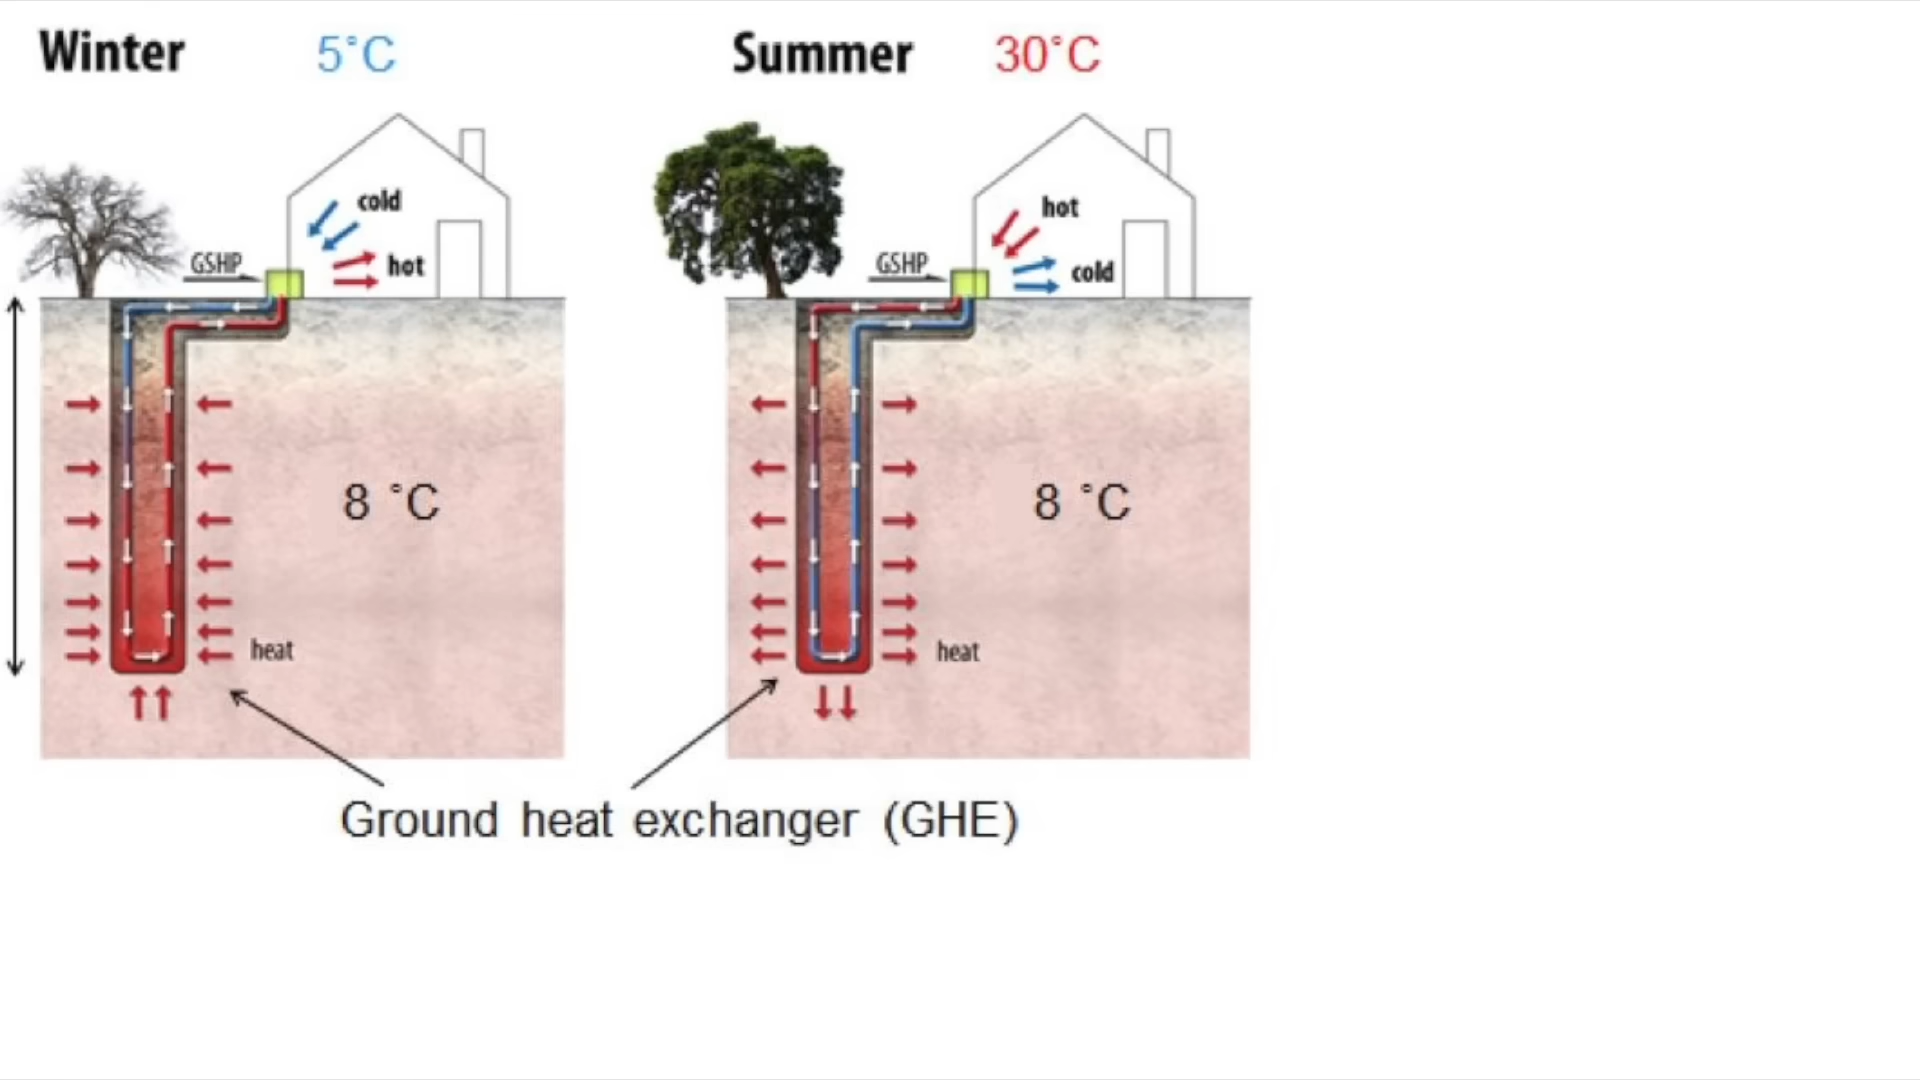 Winter 5°C
cold
GSHP
hot
8 °C
heat
Summer 30°C
hot
GSHP
cold
8 °C
heat
Ground heat exchanger (GHE)